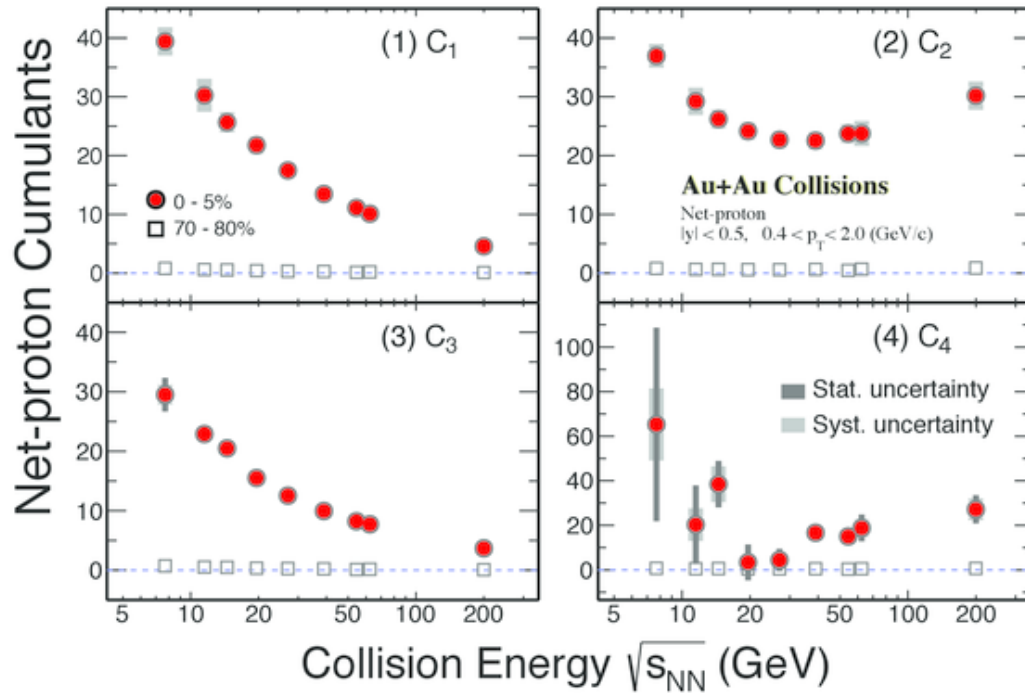 Net-proton Cumulants
40
30
20
10
0
(1) C₁
0 - 5%
70 - 80%
40
30
20
10
0
(2) C₂
Au+Au Collisions
Net-proton
|y| < 0.5, 0.4 < p_T < 2.0 (GeV/c)
40
30
20
10
0
(3) C₃
5 10 20 50 100 200
100
80
60
40
20
0
(4) C₄
Stat. uncertainty
Syst. uncertainty
5 10 20 50 100 200
Collision Energy √s_NN (GeV)